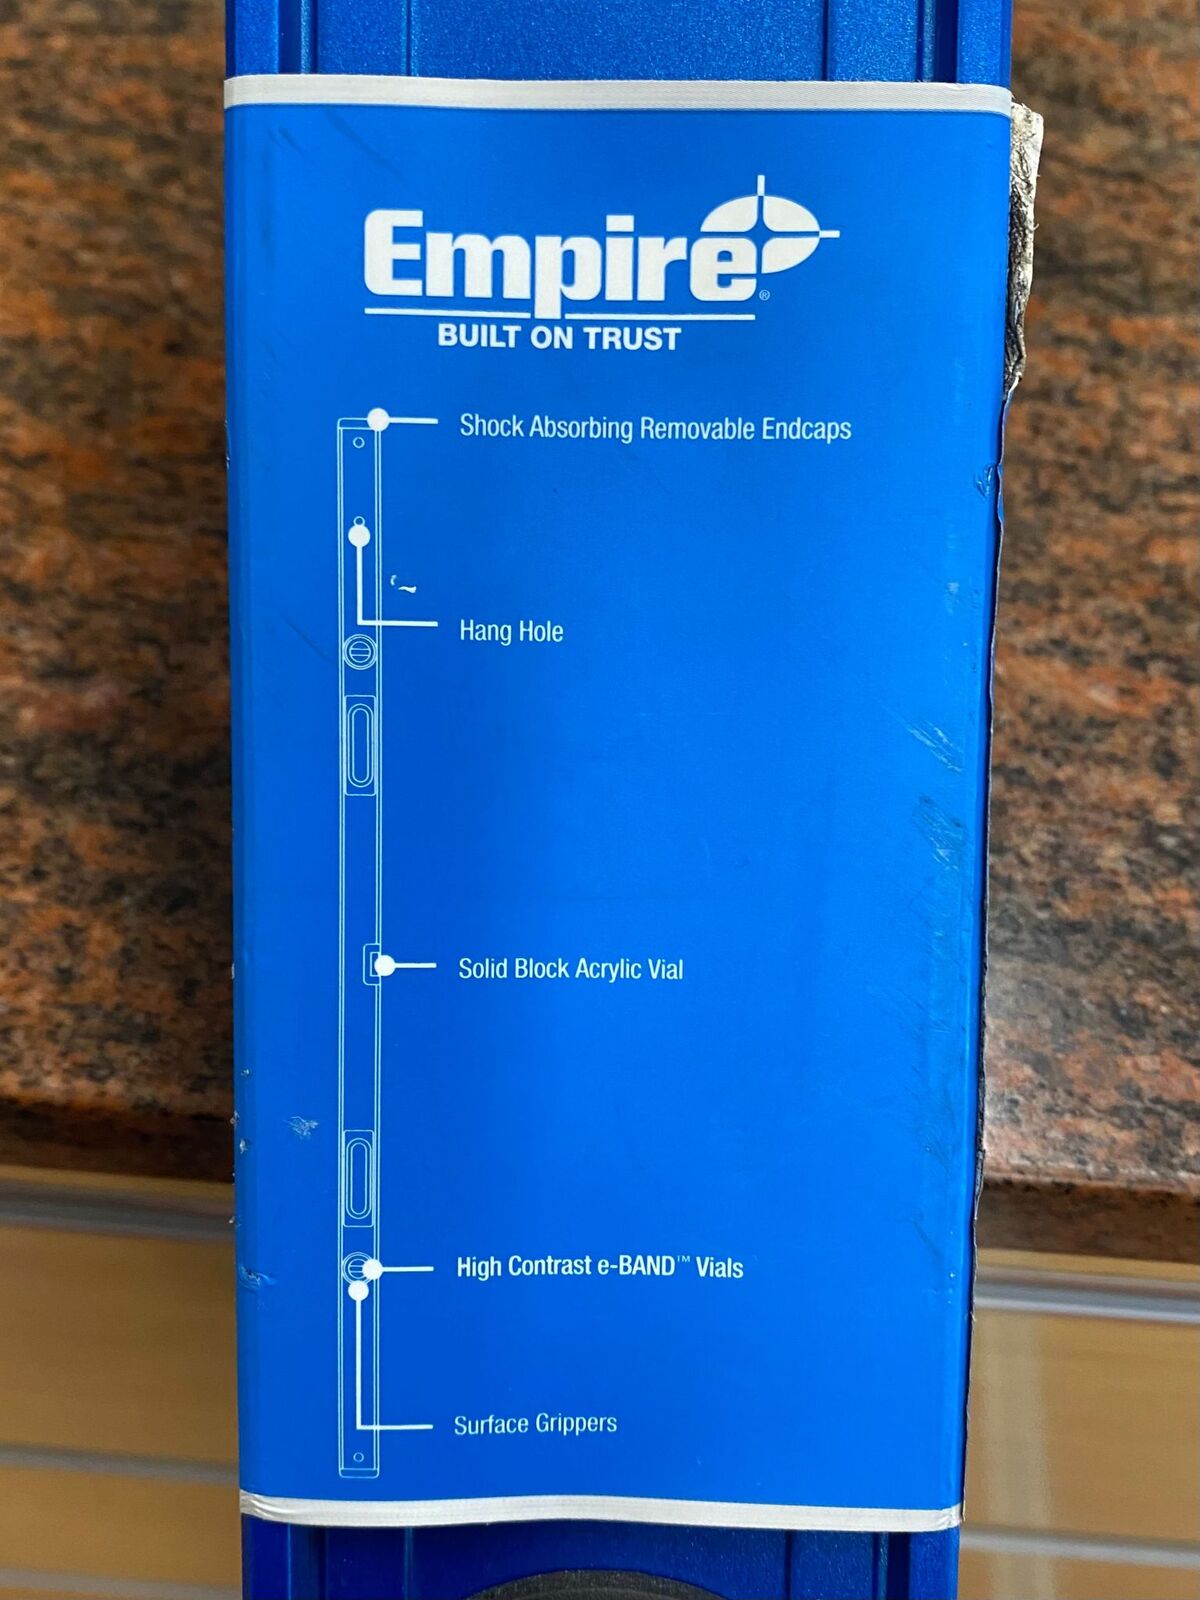 Empire®
BUILT ON TRUST
Shock Absorbing Removable Endcaps
Hang Hole
Solid Block Acrylic Vial
High Contrast e-BAND™ Vials
Surface Grippers